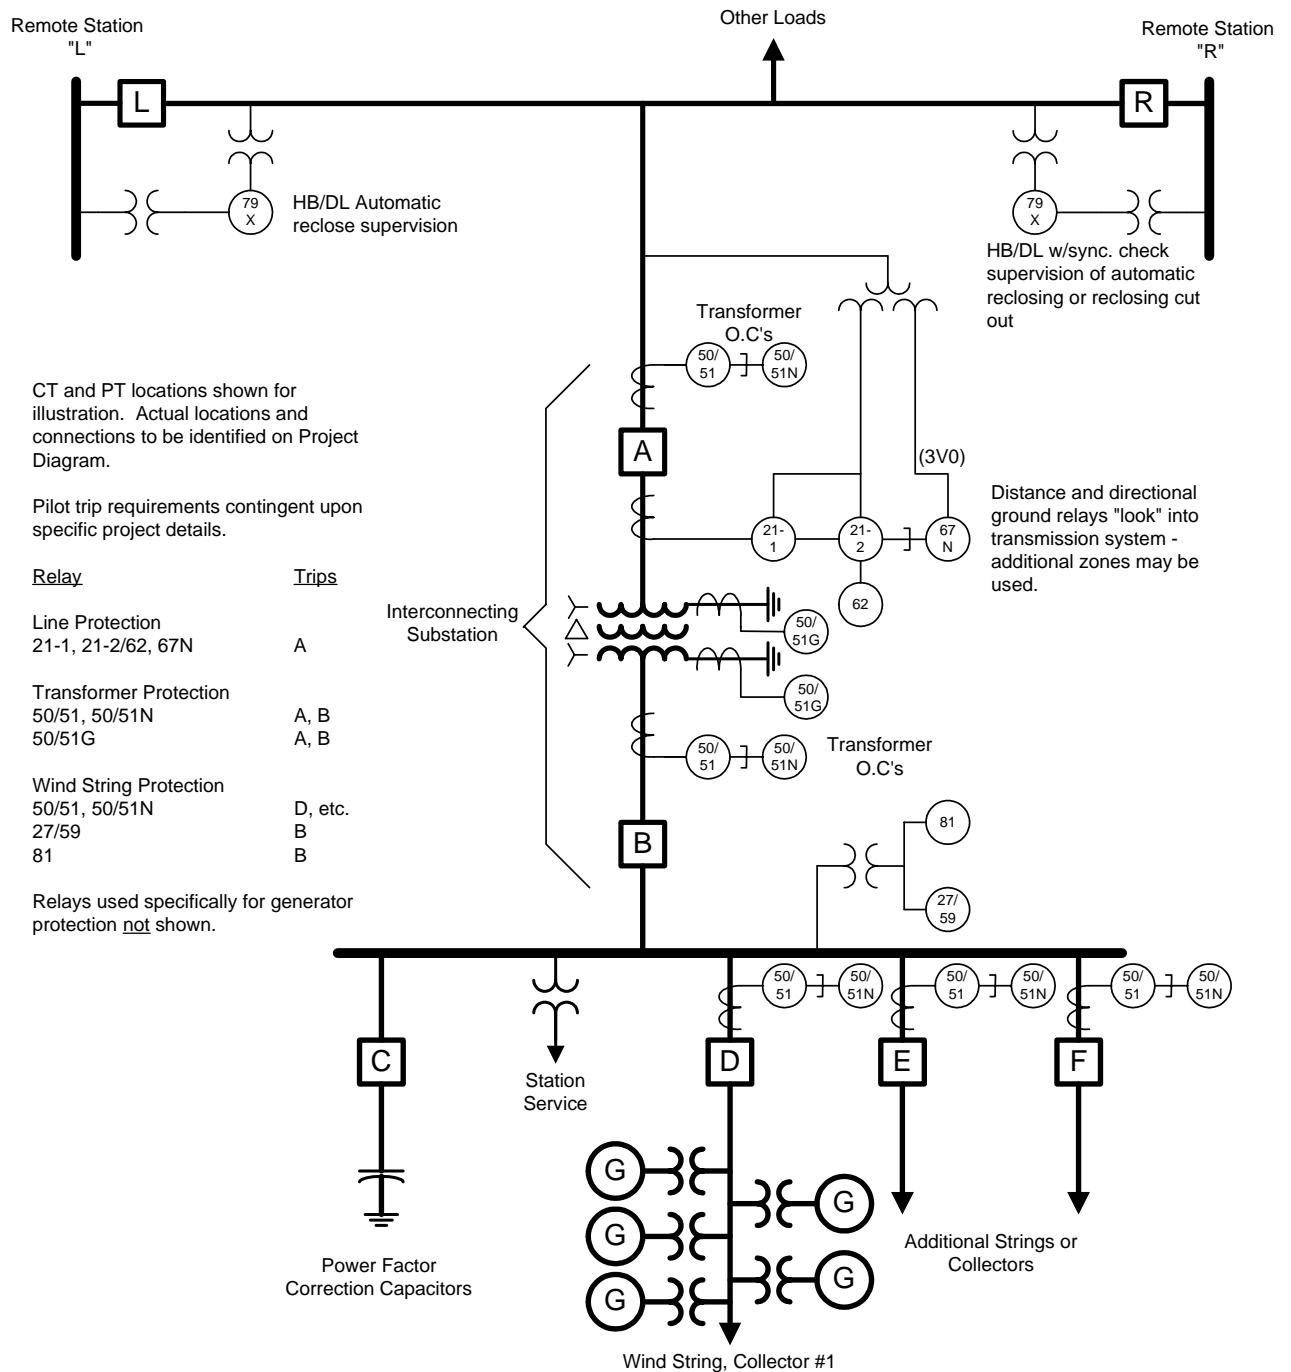 Other Loads
Remote Station
"L"
Remote Station
"R"
L
R
79
X
HB/DL Automatic
reclose supervision
79
X
HB/DL w/sync. check
supervision of automatic
reclosing or reclosing cut
out
Transformer
O.C's
50/
51
50/
51N
CT and PT locations shown for
illustration. Actual locations and
connections to be identified on Project
Diagram.
Pilot trip requirements contingent upon
specific project details.
Relay Trips
Line Protection
21-1, 21-2/62, 67N A
Transformer Protection
50/51, 50/51N A, B
50/51G A, B
Wind String Protection
50/51, 50/51N D, etc.
27/59 B
81 B
Relays used specifically for generator
protection not shown.
A
(3V0)
21-
1
21-
2
67
N
62
Distance and directional
ground relays "look" into
transmission system -
additional zones may be
used.
Interconnecting
Substation
50/
51G
50/
51G
50/
51
50/
51N
Transformer
O.C's
B
81
27/
59
50/
51
50/
51N
50/
51
50/
51N
50/
51
50/
51N
C
D
E
F
Station
Service
G
G
G
G
G
Power Factor
Correction Capacitors
Additional Strings or
Collectors
Wind String, Collector #1